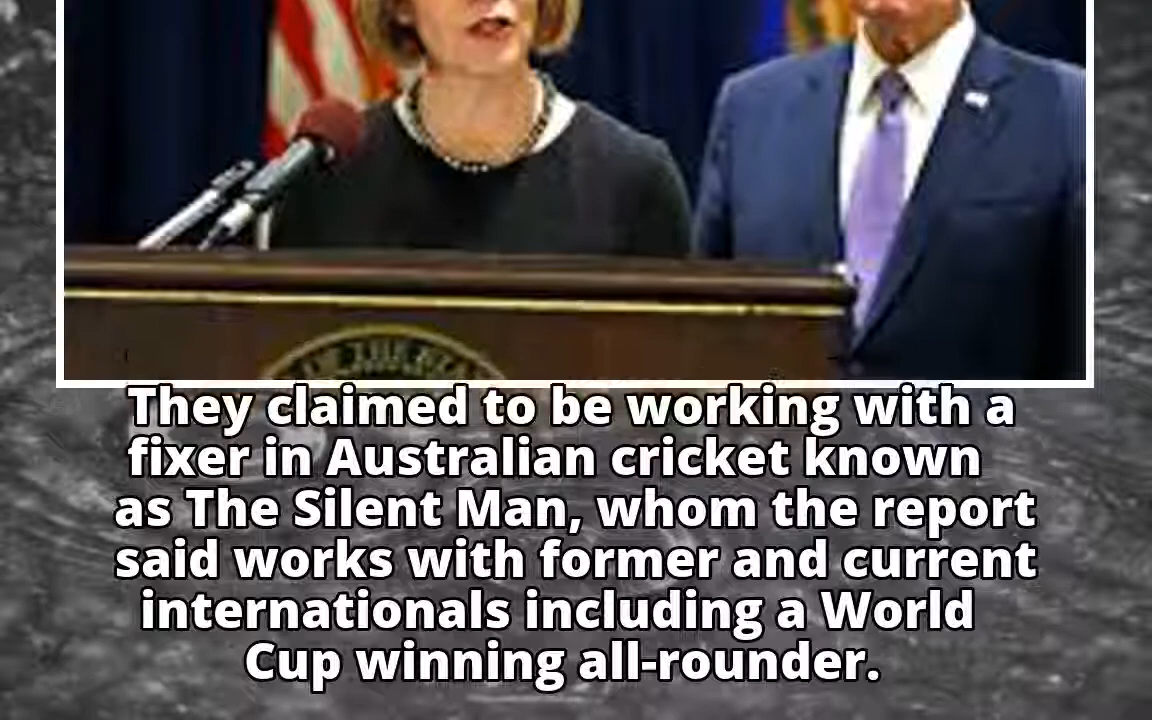 They claimed to be working with a
fixer in Australian cricket known
as The Silent Man, whom the report
said works with former and current
internationals including a World
Cup winning all-rounder.